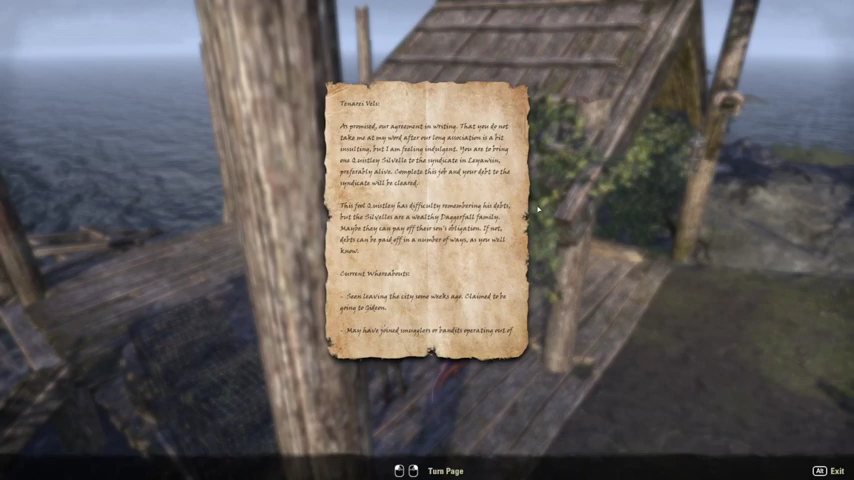 Tenarei Vels:
As promised, our agreement in writing. That you do not
take me at my word after our long association is a bit
insulting, but I am feeling indulgent. You are to bring
one Quistley Silvelle to the syndicate in Leyawiin,
preferably alive. Complete this job and your debt to the
syndicate will be cleared.
This fool Quistley has difficulty remembering his debts,
but the Silvelles are a wealthy Daggerfall family.
Maybe they can pay off their son's obligation. If not,
debts can be paid off in a number of ways, as you well
know.
Current Whereabouts:
- Seen leaving the city some weeks ago. Claimed to be
going to Gideon.
- May have joined smugglers or bandits operating out of
Turn Page
Alt Exit